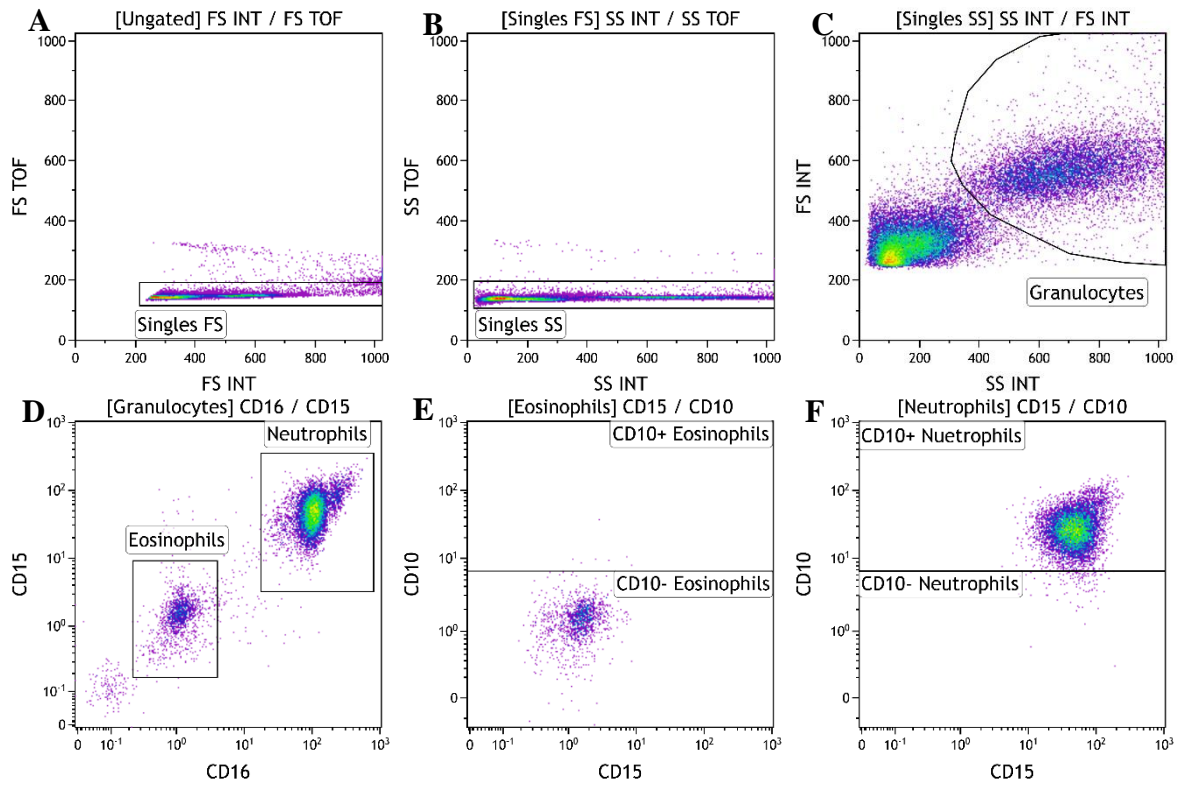 A
[Ungated] FS INT / FS TOF
1000
800
600
400
200
0
FS TOF
Singles FS
0
200
400
600
800
1000
FS INT
B
[Singles FS] SS INT / SS TOF
1000
800
600
400
200
0
SS TOF
Singles SS
0
200
400
600
800
1000
SS INT
C
[Singles SS] SS INT / FS INT
1000
800
600
400
200
0
FS INT
Granulocytes
0
200
400
600
800
1000
SS INT
D
[Granulocytes] CD16 / CD15
10³
10²
10¹
10⁰
10⁻¹
0
CD15
Neutrophils
Eosinophils
0
10⁻¹
10⁰
10¹
10²
10³
CD16
E
[Eosinophils] CD15 / CD10
10³
10²
10¹
10⁰
0
CD10
CD10+ Eosinophils
CD10- Eosinophils
0
10⁻¹
10⁰
10¹
10²
10³
CD15
F
[Neutrophils] CD15 / CD10
10³
10²
10¹
10⁰
0
CD10
CD10+ Nuetrophils
CD10- Neutrophils
0
10⁻¹
10⁰
10¹
10²
10³
CD15